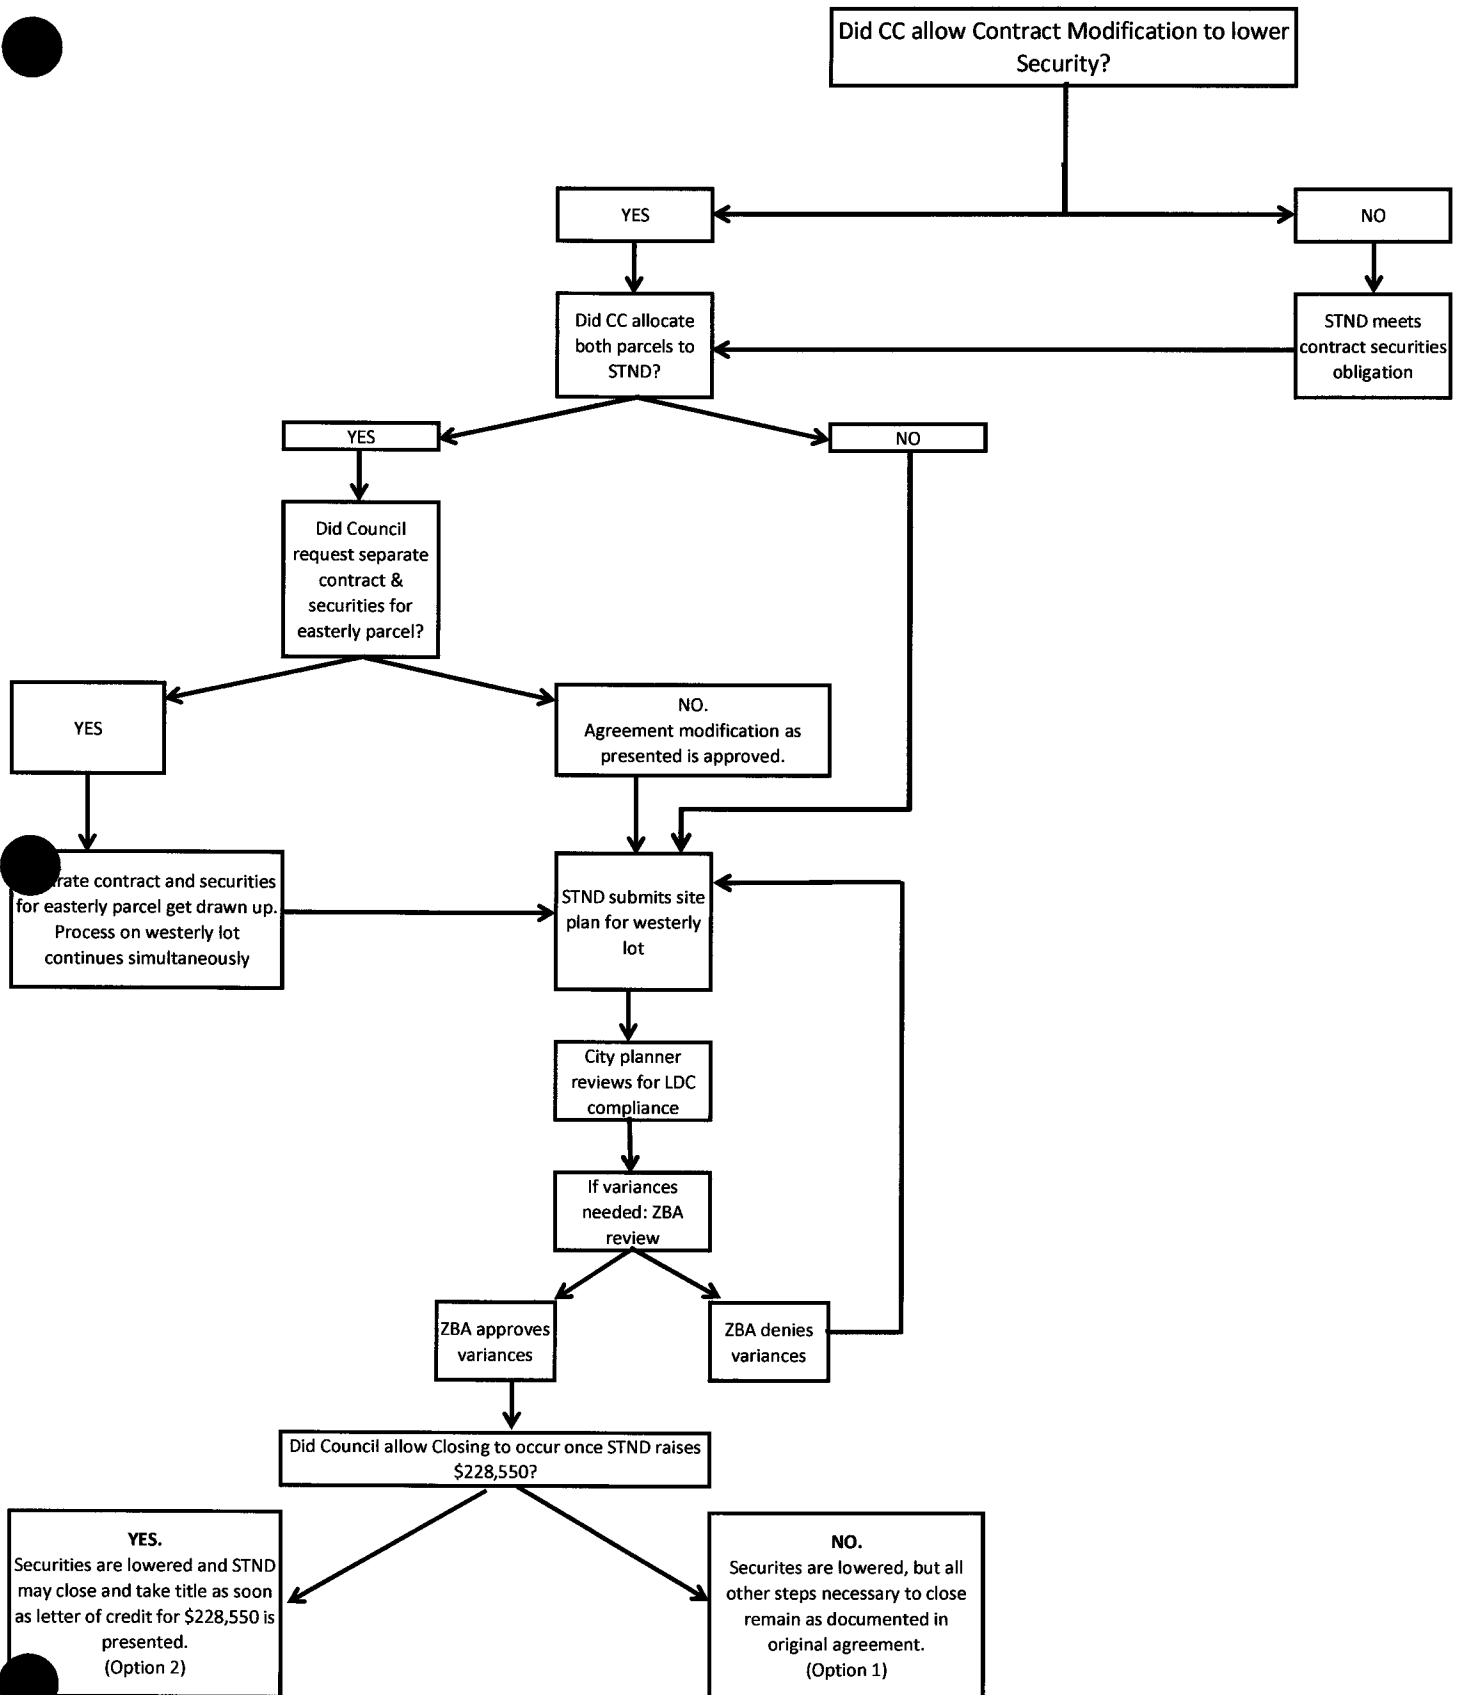 Did CC allow Contract Modification to lower
Security?
YES
NO
Did CC allocate
both parcels to
STND?
STND meets
contract securities
obligation
YES
NO
Did Council
request separate
contract &
securities for
easterly parcel?
YES
NO.
Agreement modification as
presented is approved.
rate contract and securities
for easterly parcel get drawn up.
Process on westerly lot
continues simultaneously
STND submits site
plan for westerly
lot
City planner
reviews for LDC
compliance
If variances
needed: ZBA
review
ZBA approves
variances
ZBA denies
variances
Did Council allow Closing to occur once STND raises
$228,550?
YES.
Securities are lowered and STND
may close and take title as soon
as letter of credit for $228,550 is
presented.
(Option 2)
NO.
Securites are lowered, but all
other steps necessary to close
remain as documented in
original agreement.
(Option 1)